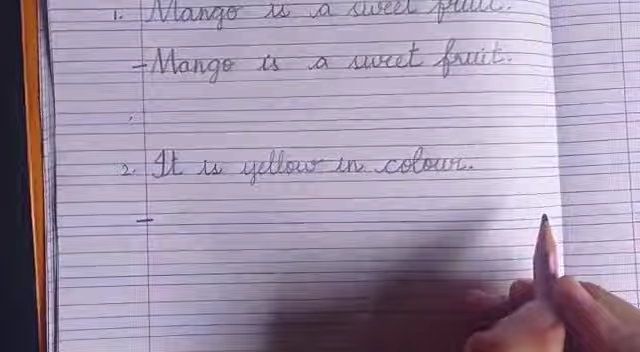 1. Mango is a sweet fruit.
- Mango is a sweet fruit.
2. It is yellow in colour.
-